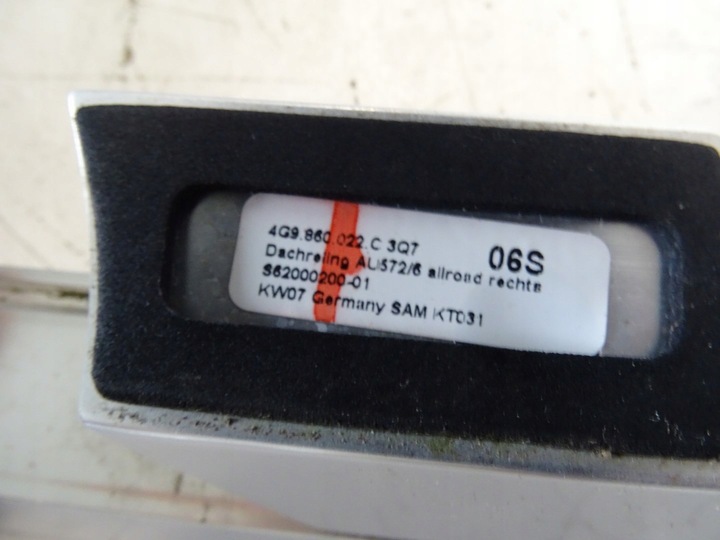 4G9.860.022.C 3Q7 06S
Dachreling AU572/6 allroad rechts
S62000200-01
KW07 Germany SAM KT031